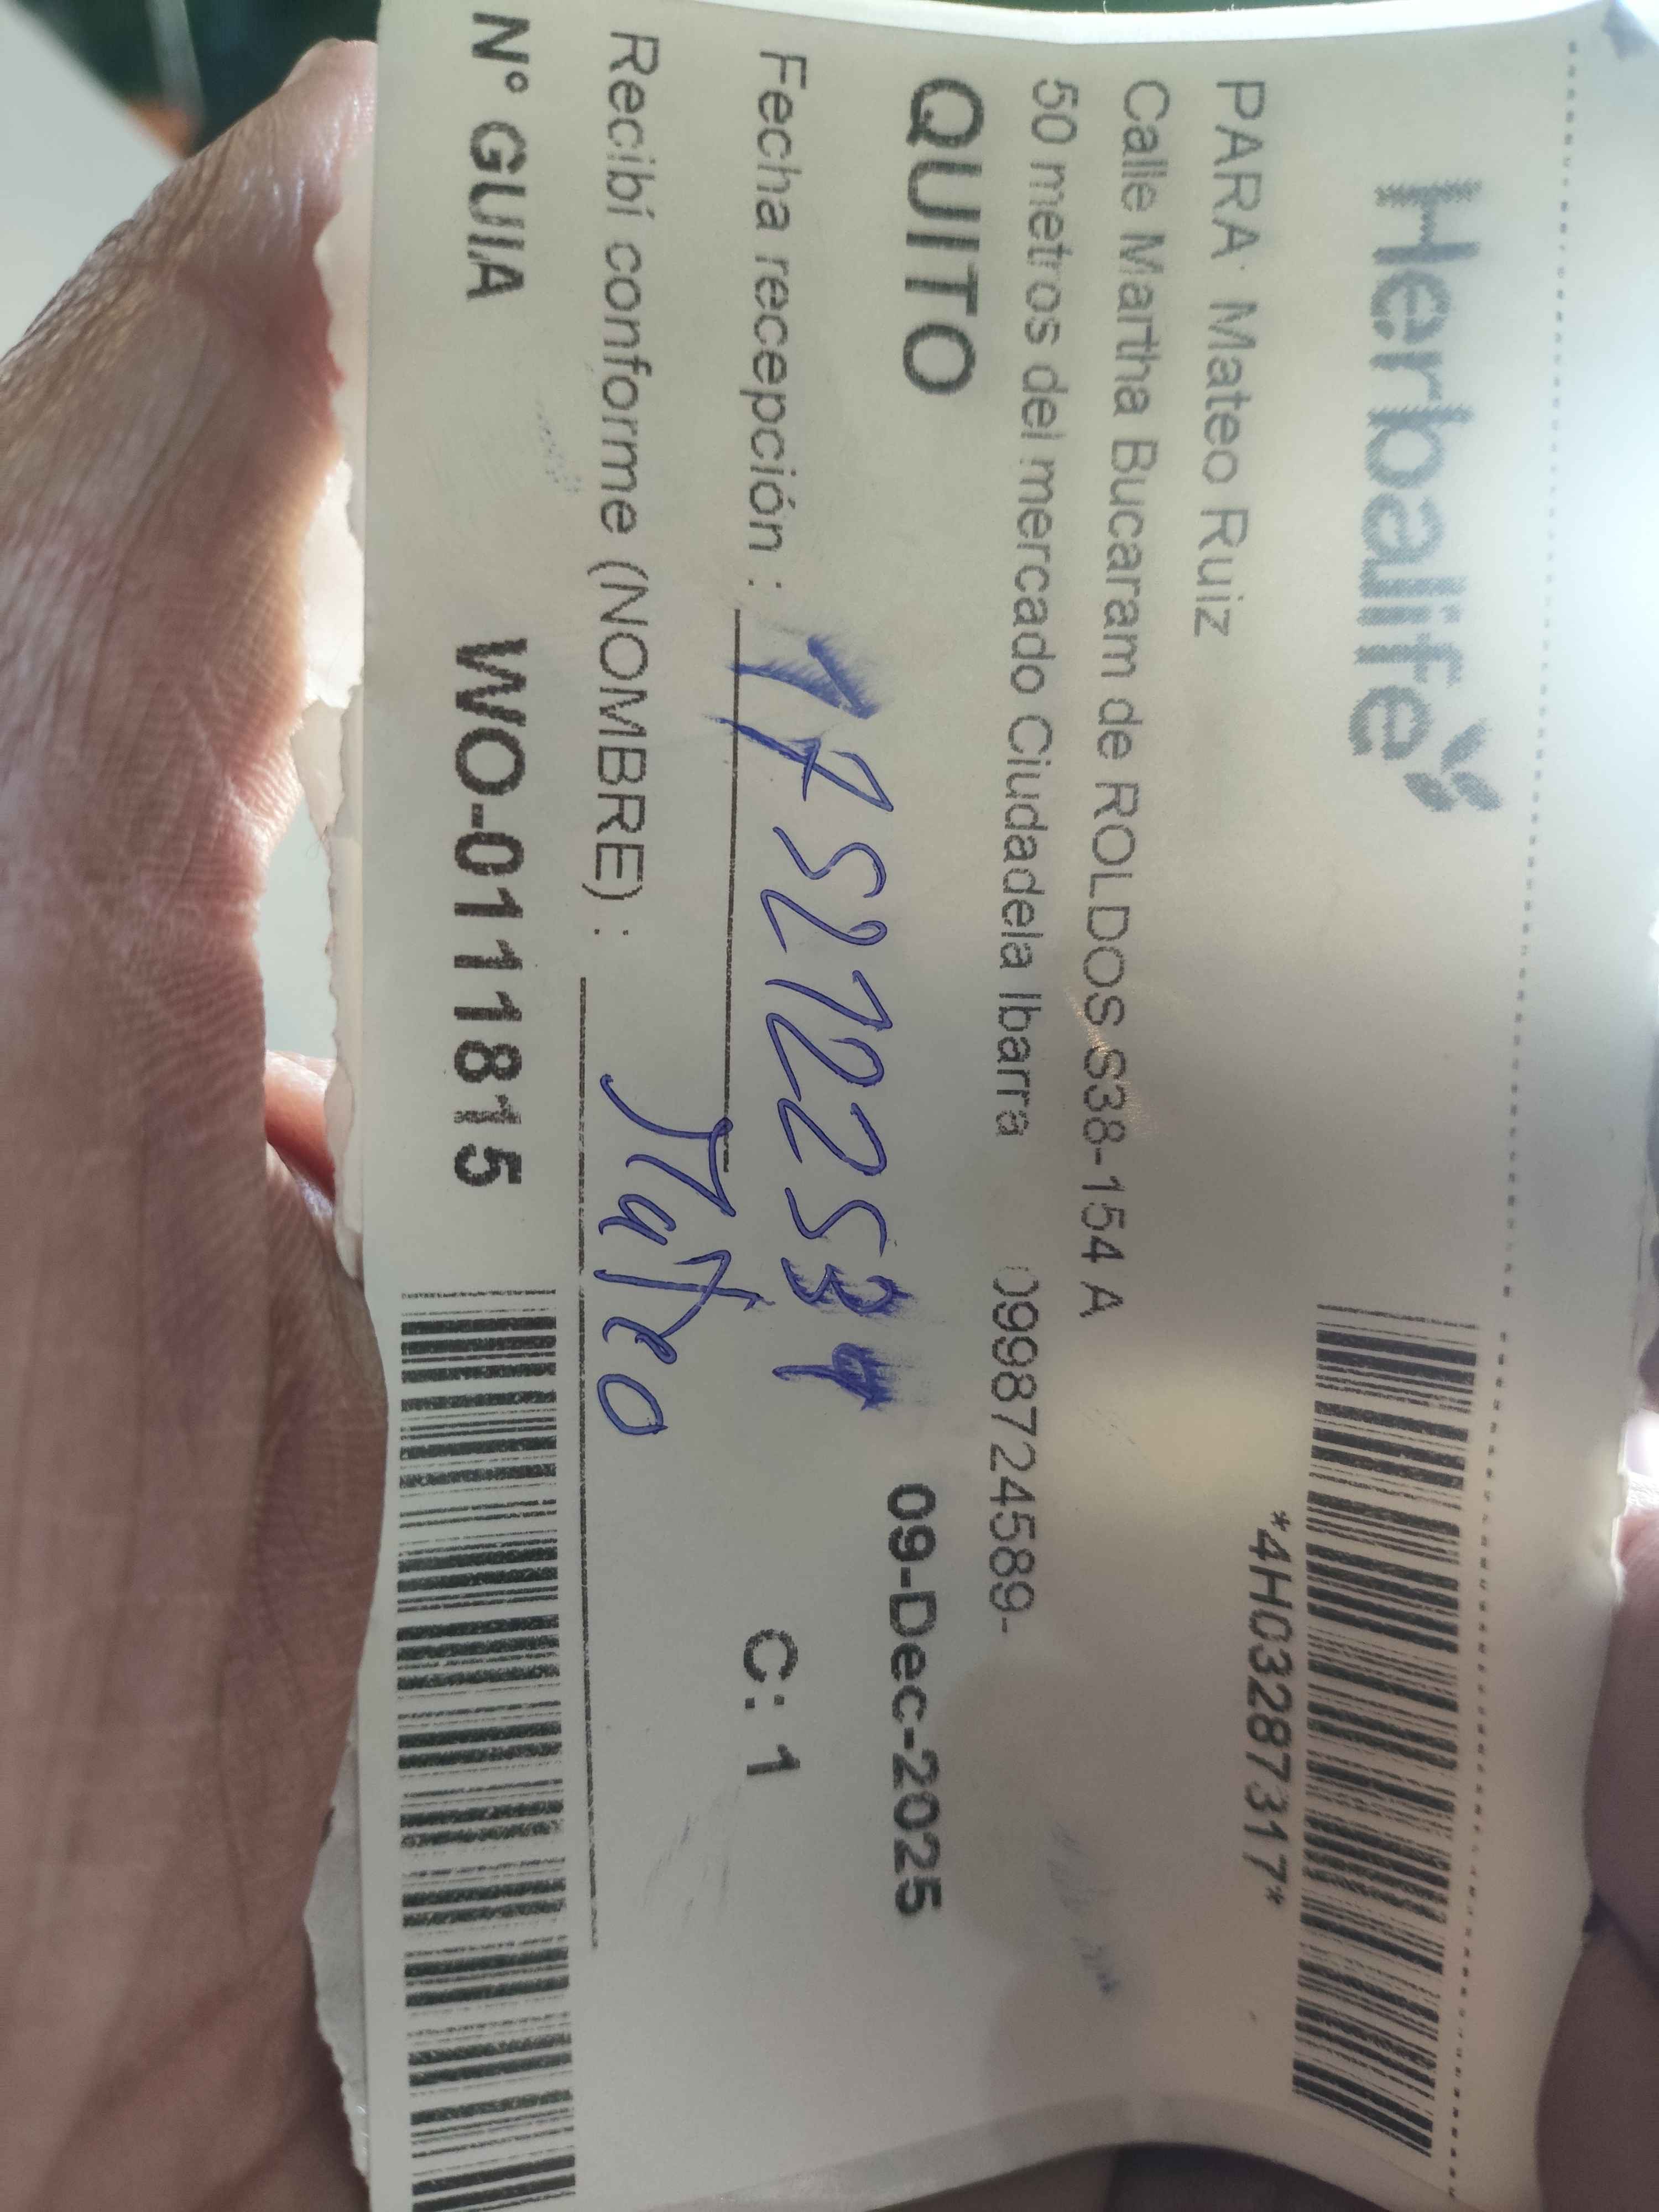 Herbalife
*4H03287317*
PARA: Mateo Ruiz
Calle Martha Bucaram de ROLDOS S38-154 A
50 metros del mercado Ciudadela Ibarra 0998724589-
QUITO 09-Dec-2025
Fecha recepción : C: 1
Recibí conforme (NOMBRE) : Mateo
N° GUIA WO-0111815